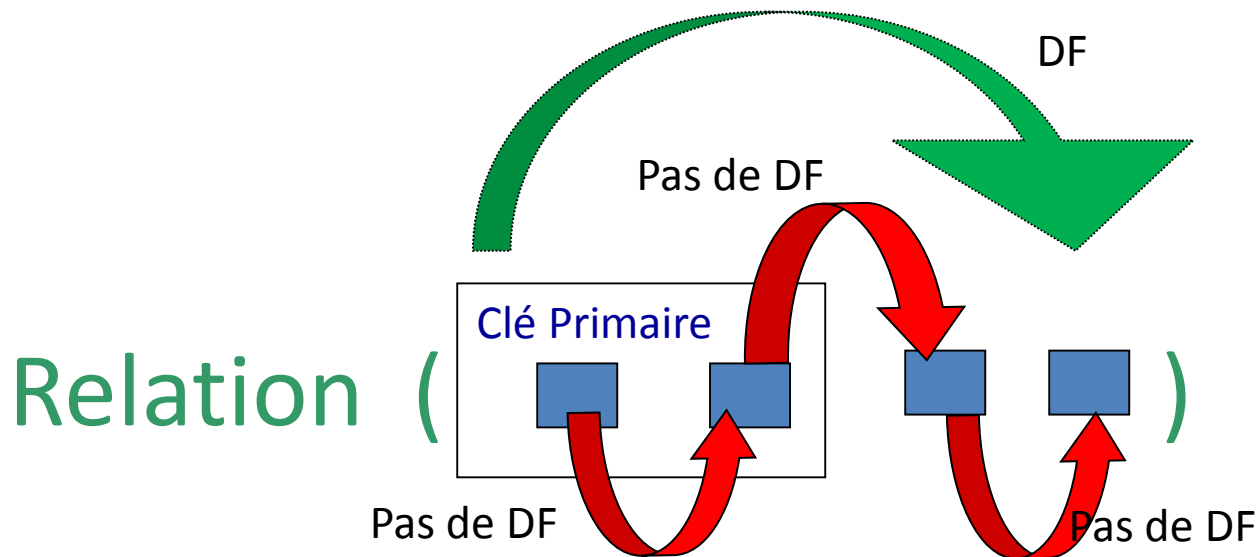 DF
Pas de DF
Clé Primaire
Relation ( )
Pas de DF
Pas de DF